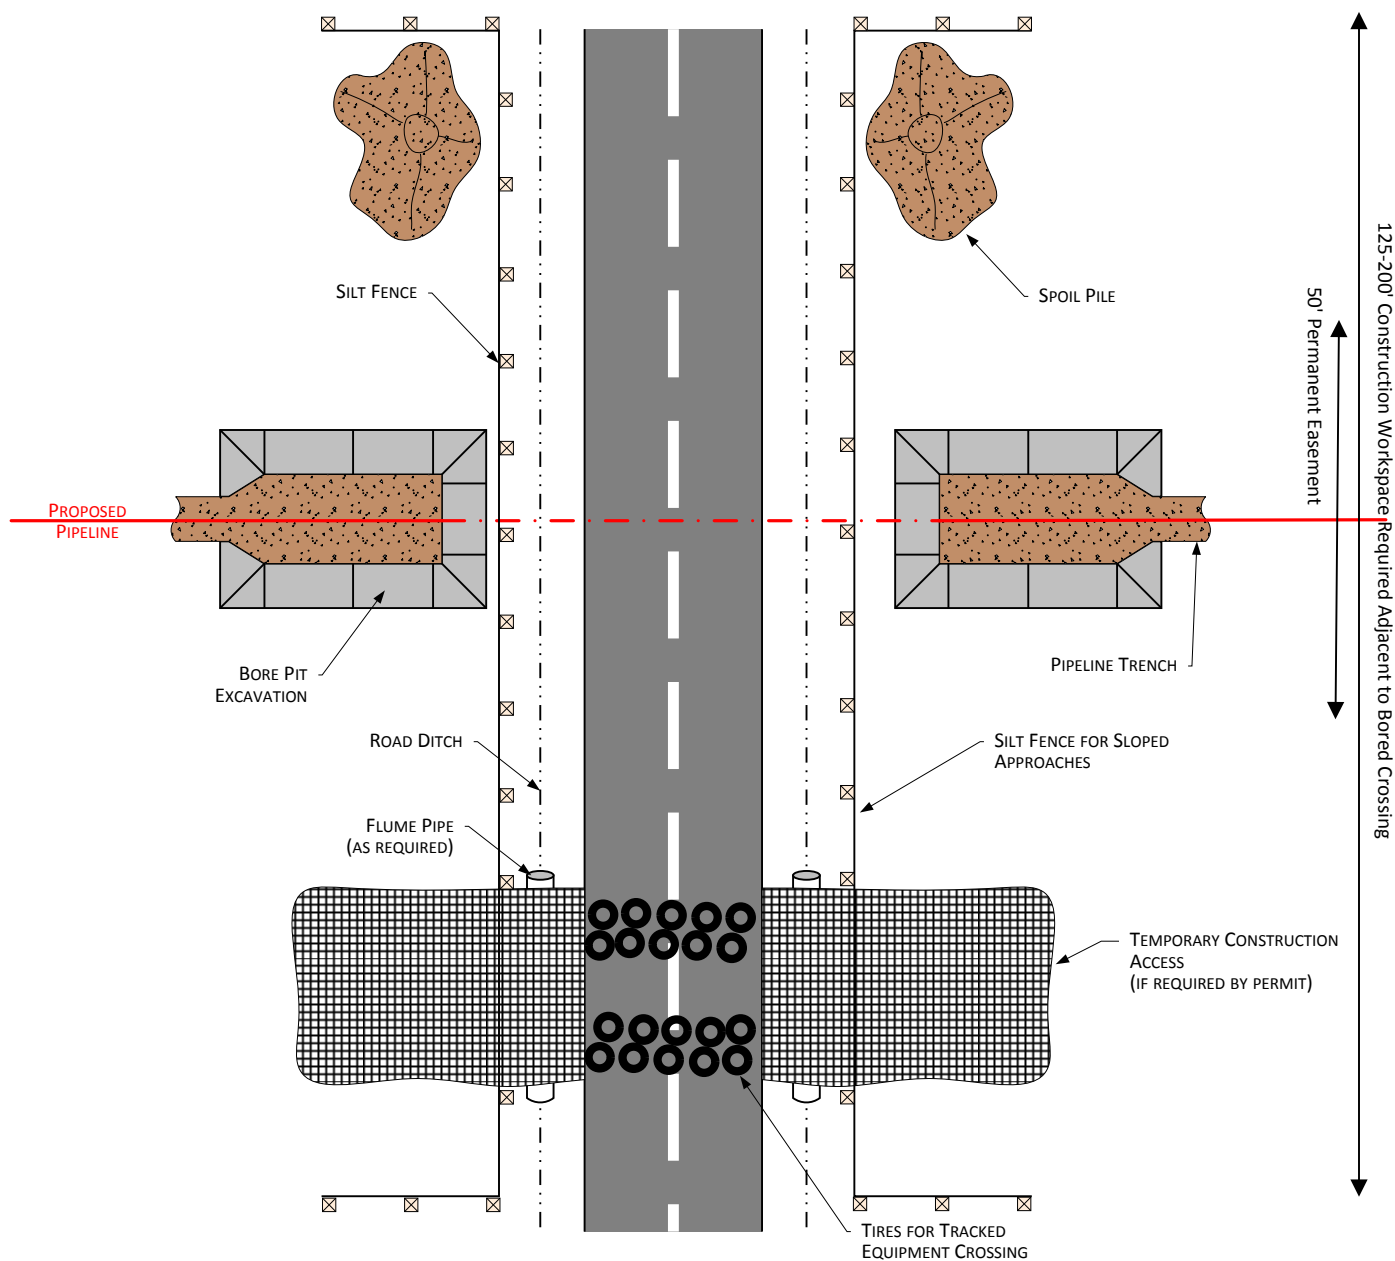 SILT FENCE
SPOIL PILE
125-200' Construction Workspace Required Adjacent to Bored Crossing
50' Permanent Easement
PROPOSED
PIPELINE
BORE PIT
EXCAVATION
PIPELINE TRENCH
ROAD DITCH
SILT FENCE FOR SLOPED
APPROACHES
FLUME PIPE
(AS REQUIRED)
TEMPORARY CONSTRUCTION
ACCESS
(IF REQUIRED BY PERMIT)
TIRES FOR TRACKED
EQUIPMENT CROSSING